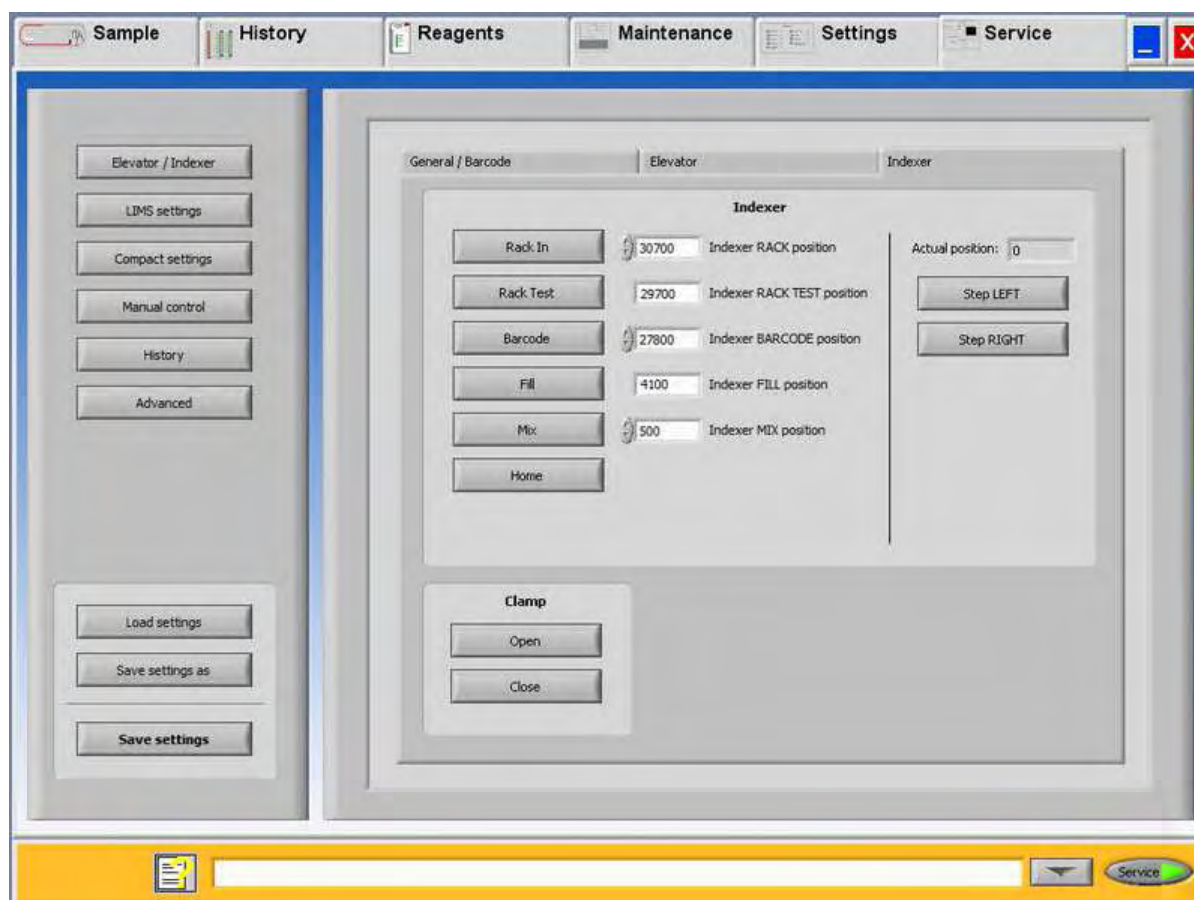 Sample History Reagents Maintenance Settings Service
Elevator / Indexer
LIMS settings
Compact settings
Manual control
History
Advanced
Load settings
Save settings as
Save settings
General / Barcode Elevator Indexer
Indexer
Rack In 30700 Indexer RACK position
Rack Test 29700 Indexer RACK TEST position
Barcode 27800 Indexer BARCODE position
Fill 4100 Indexer FILL position
Mix 500 Indexer MIX position
Home
Actual position: 0
Step LEFT
Step RIGHT
Clamp
Open
Close
Service